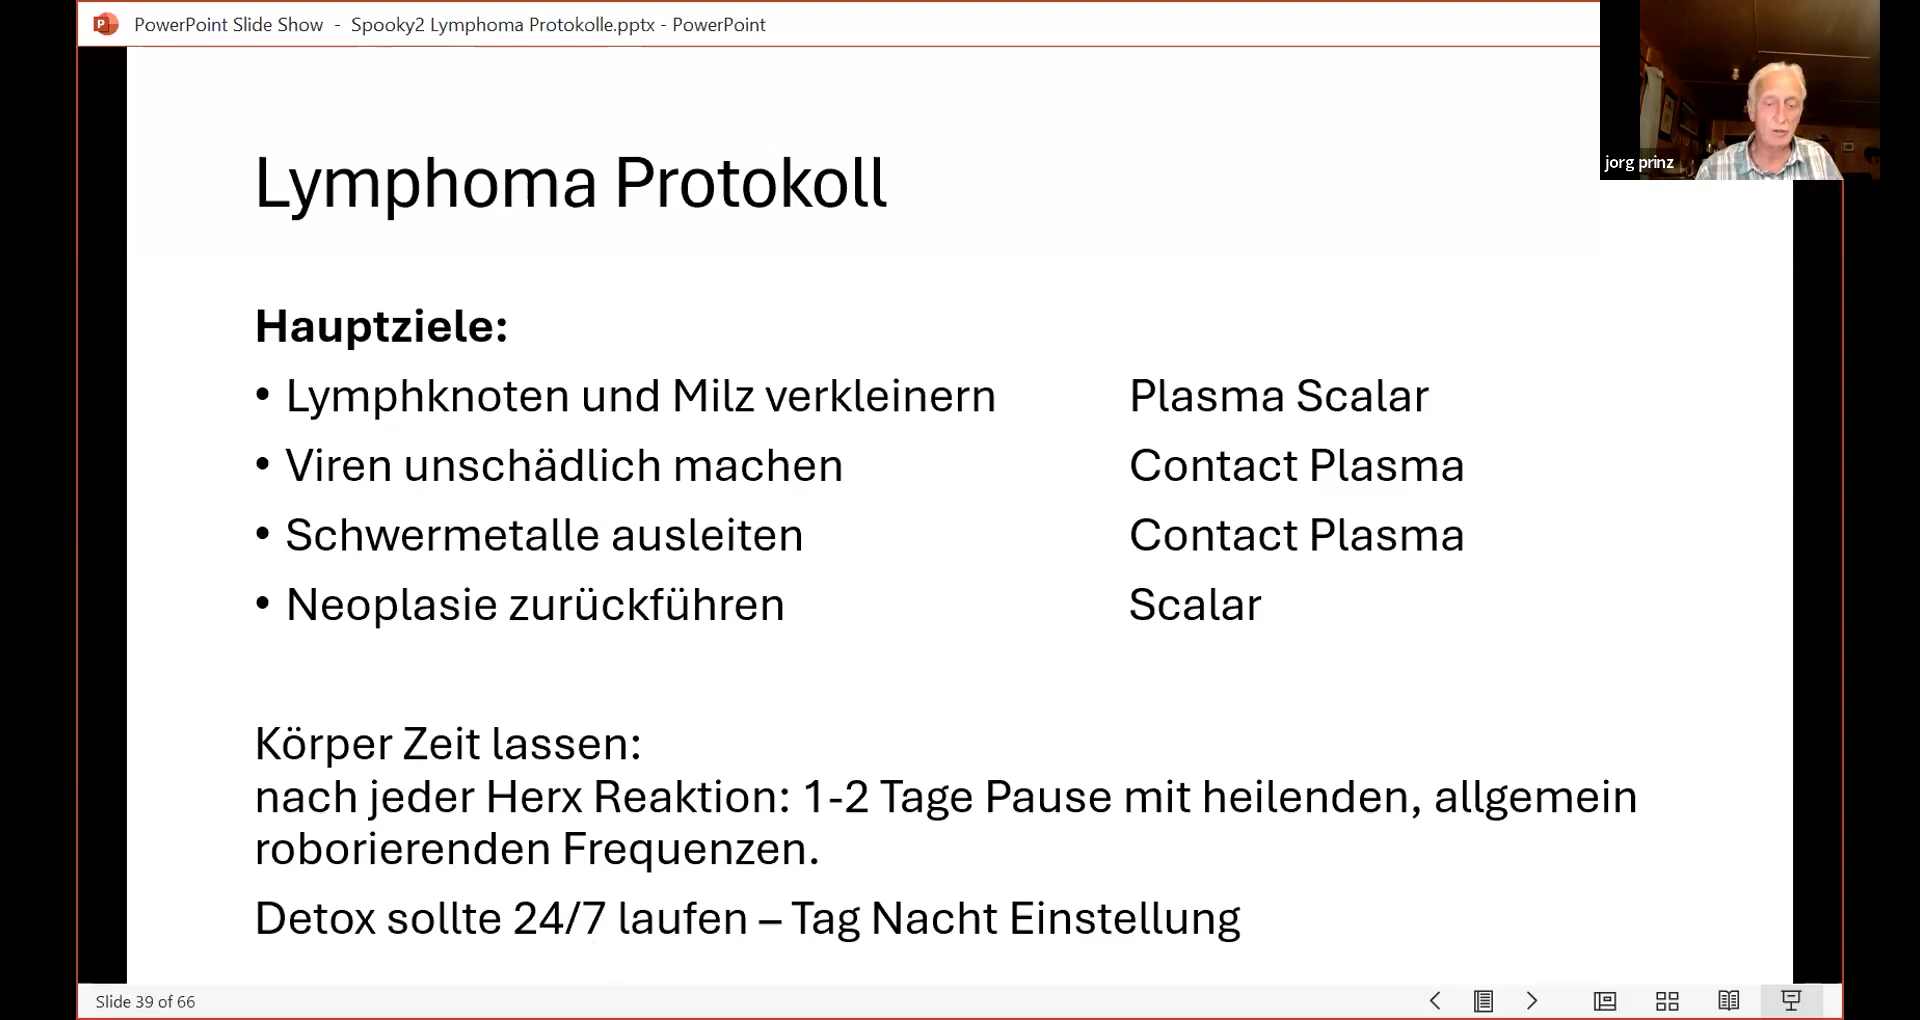 PowerPoint Slide Show - Spooky2 Lymphoma Protokolle.pptx - PowerPoint
jorg prinz
Lymphoma Protokoll
Hauptziele:
• Lymphknoten und Milz verkleinern Plasma Scalar
• Viren unschädlich machen Contact Plasma
• Schwermetalle ausleiten Contact Plasma
• Neoplasie zurückführen Scalar
Körper Zeit lassen:
nach jeder Herx Reaktion: 1-2 Tage Pause mit heilenden, allgemein
roborierenden Frequenzen.
Detox sollte 24/7 laufen – Tag Nacht Einstellung
Slide 39 of 66